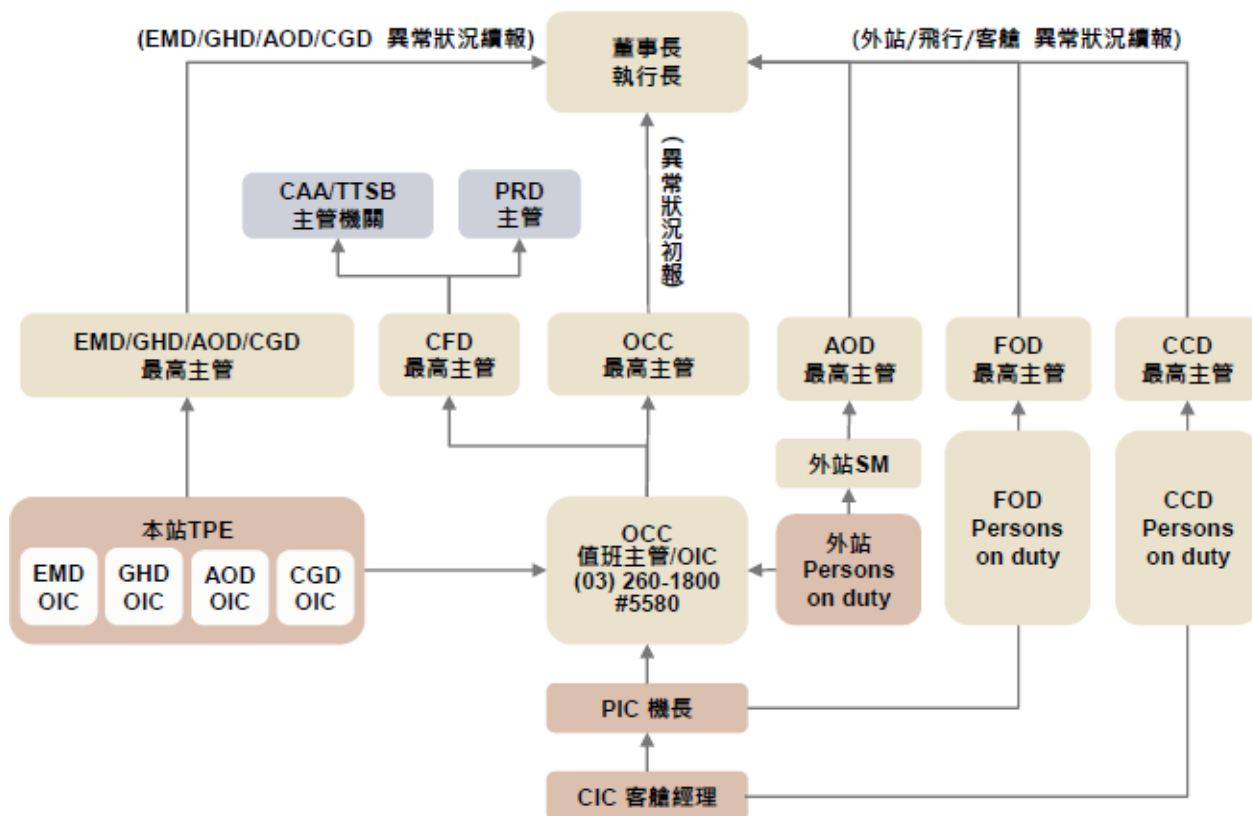 (EMD/GHD/AOD/CGD 異常狀況續報)
(外站/飛行/客艙 異常狀況續報)
董事長
執行長
(異常狀況初報)
CAA/TTSB
主管機關
PRD
主管
EMD/GHD/AOD/CGD
最高主管
CFD
最高主管
OCC
最高主管
AOD
最高主管
FOD
最高主管
CCD
最高主管
外站SM
本站TPE
EMD
OIC
GHD
OIC
AOD
OIC
CGD
OIC
OCC
值班主管/OIC
(03) 260-1800
#5580
外站
Persons
on duty
FOD
Persons
on duty
CCD
Persons
on duty
PIC 機長
CIC 客艙經理